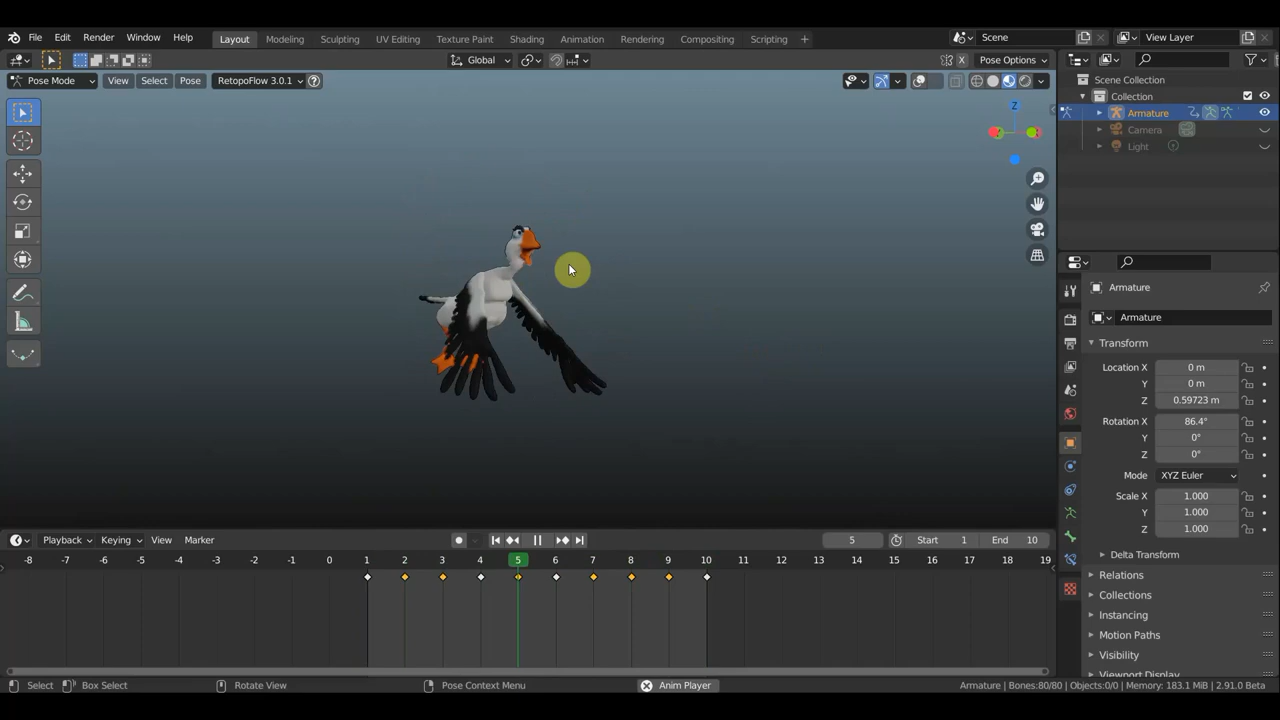 File Edit Render Window Help Layout Modeling Sculpting UV Editing Texture Paint Shading Animation Rendering Compositing Scripting + Scene View Layer
Global X Pose Options
Pose Mode View Select Pose RetopoFlow 3.0.1 ?
Scene Collection
Collection
Armature
Camera
Light
Z
Armature
Armature
Transform
Location X 0 m
Y 0 m
Z 0.59723 m
Rotation X 86.4°
Y 0°
Z 0°
Mode XYZ Euler
Scale X 1.000
Y 1.000
Z 1.000
Delta Transform
Relations
Collections
Instancing
Motion Paths
Visibility
Viewport Display
Playback Keying View Marker 5 Start 1 End 10
-8 -7 -6 -5 -4 -3 -2 -1 0 1 2 3 4 5 6 7 8 9 10 11 12 13 14 15 16 17 18 19
Select Box Select Rotate View Pose Context Menu Anim Player Armature | Bones:80/80 | Objects:0/0 | Memory: 183.1 MiB | 2.91.0 Beta